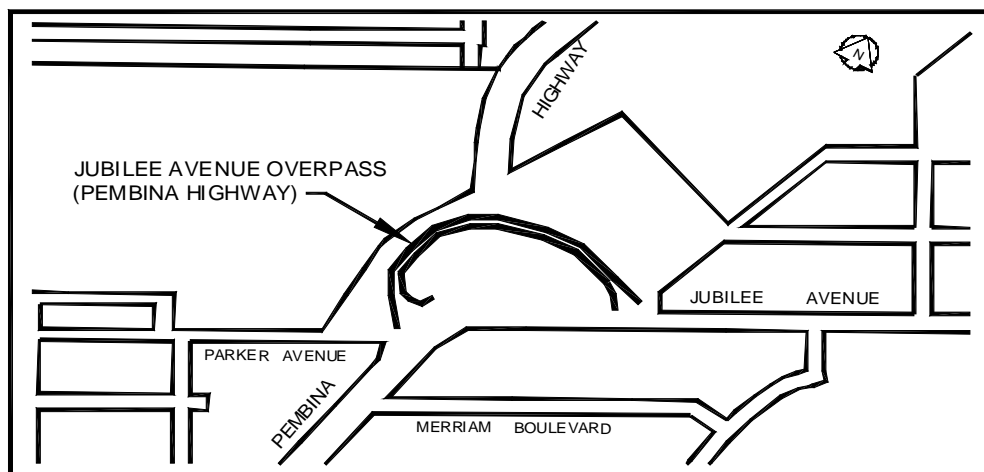 HIGHWAY
N
JUBILEE AVENUE OVERPASS
(PEMBINA HIGHWAY)
JUBILEE AVENUE
PARKER AVENUE
PEMBINA
MERRIAM BOULEVARD